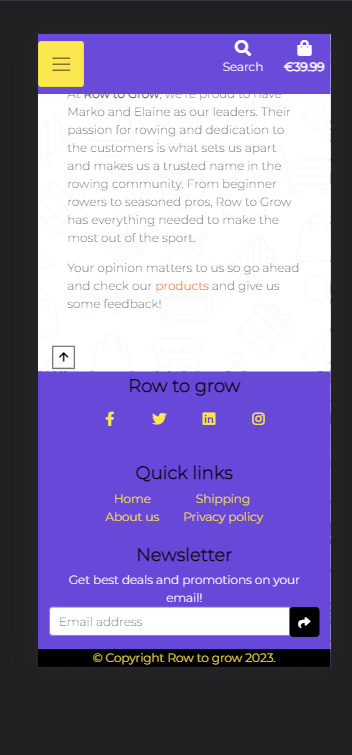 Search
€39.99
At Row to Grow, we're proud to have
Marko and Elaine as our leaders. Their
passion for rowing and dedication to
the customers is what sets us apart
and makes us a trusted name in the
rowing community. From beginner
rowers to seasoned pros, Row to Grow
has everything needed to make the
most out of the sport.
Your opinion matters to us so go ahead
and check our products and give us
some feedback!
Row to grow
Quick links
Home Shipping
About us Privacy policy
Newsletter
Get best deals and promotions on your
email!
Email address
© Copyright Row to grow 2023.